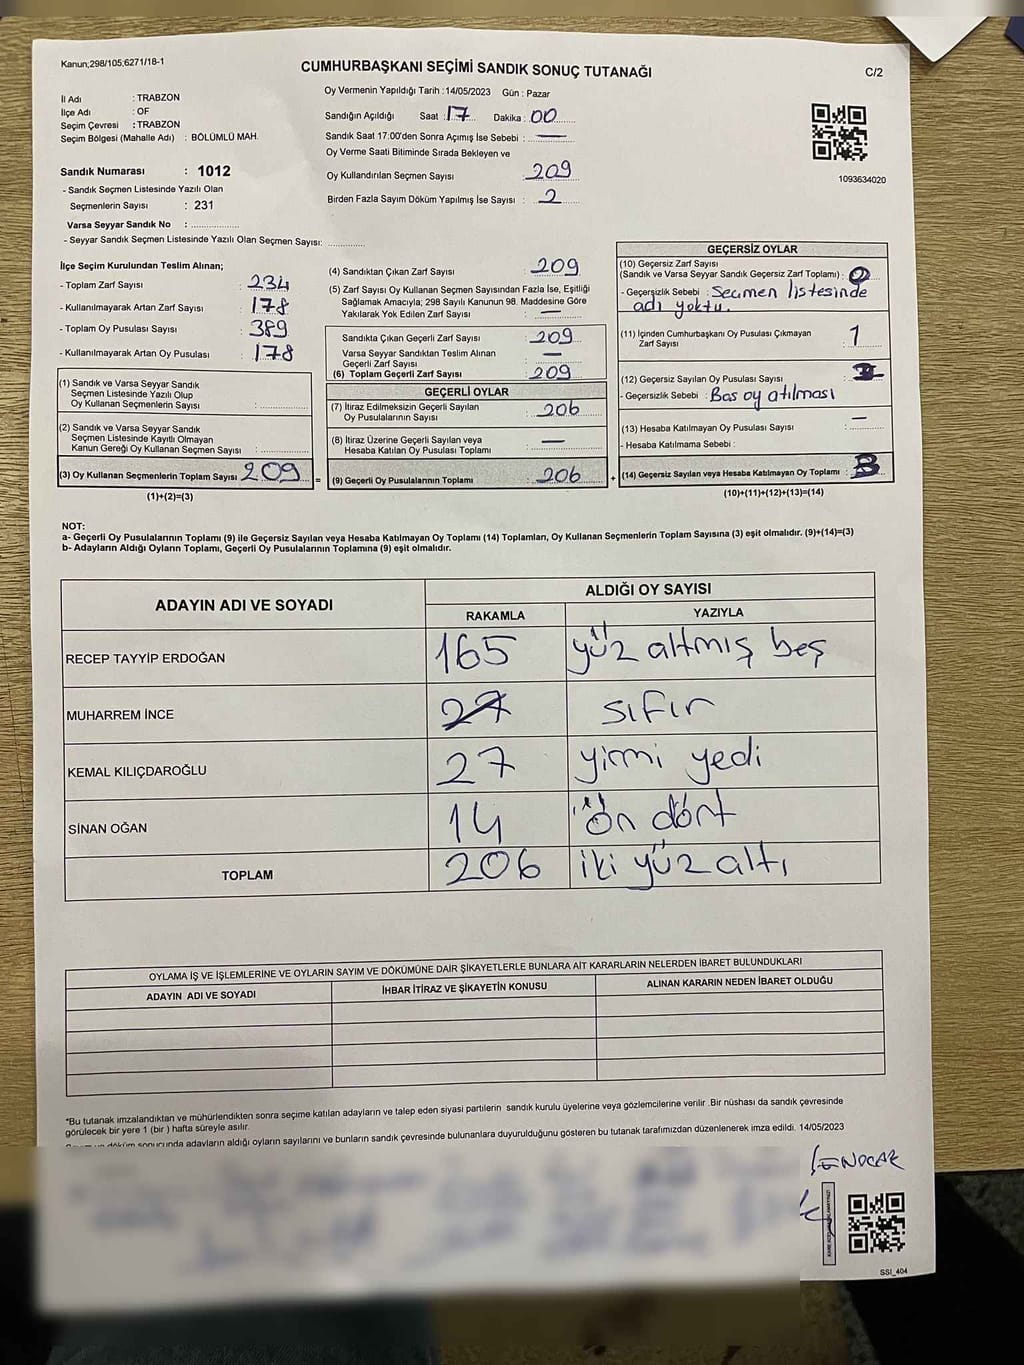 Kanun;298/105;6271/18-1
CUMHURBAŞKANI SEÇİMİ SANDIK SONUÇ TUTANAĞI
C/2
Oy Vermenin Yapıldığı Tarih :14/05/2023 Gün : Pazar
İl Adı : TRABZON
İlçe Adı : OF
Seçim Çevresi : TRABZON
Seçim Bölgesi (Mahalle Adı) : BÖLÜMLÜ MAH.
Sandığın Açıldığı Saat : 17 Dakika : 00
Sandık Saat 17:00'den Sonra Açımış İse Sebebi : —
Oy Verme Saati Bitiminde Sırada Bekleyen ve
Oy Kullandırılan Seçmen Sayısı : 209
Birden Fazla Sayım Döküm Yapılmış İse Sayısı : 2
1093634020
Sandık Numarası : 1012
- Sandık Seçmen Listesinde Yazılı Olan
Seçmenlerin Sayısı : 231
Varsa Seyyar Sandık No :
- Seyyar Sandık Seçmen Listesinde Yazılı Olan Seçmen Sayısı:
İlçe Seçim Kurulundan Teslim Alınan;
- Toplam Zarf Sayısı : 234
- Kullanılmayarak Artan Zarf Sayısı : 178
- Toplam Oy Pusulası Sayısı : 389
- Kullanılmayarak Artan Oy Pusulası : 178
(1) Sandık ve Varsa Seyyar Sandık
Seçmen Listesinde Yazılı Olup
Oy Kullanan Seçmenlerin Sayısı :
(2) Sandık ve Varsa Seyyar Sandık
Seçmen Listesinde Kayıtlı Olmayan
Kanun Gereği Oy Kullanan Seçmen Sayısı :
(3) Oy Kullanan Seçmenlerin Toplam Sayısı : 209 =
(1)+(2)=(3)
(4) Sandıktan Çıkan Zarf Sayısı : 209
(5) Zarf Sayısı Oy Kullanan Seçmen Sayısından Fazla İse, Eşitliği
Sağlamak Amacıyla; 298 Sayılı Kanunun 98. Maddesine Göre
Yakılarak Yok Edilen Zarf Sayısı : —
Sandıkta Çıkan Geçerli Zarf Sayısı : 209
Varsa Seyyar Sandıktan Teslim Alınan
Geçerli Zarf Sayısı : —
(6) Toplam Geçerli Zarf Sayısı : 209
GEÇERLİ OYLAR
(7) İtiraz Edilmeksizin Geçerli Sayılan
Oy Pusulalarının Sayısı : 206
(8) İtiraz Üzerine Geçerli Sayılan veya
Hesaba Katılan Oy Pusulası Toplamı : —
(9) Geçerli Oy Pusulalarının Toplamı : 206 +
GEÇERSİZ OYLAR
(10) Geçersiz Zarf Sayısı
(Sandık ve Varsa Seyyar Sandık Geçersiz Zarf Toplamı) :
- Geçersizlik Sebebi : Seçmen listesinde
adı yoktu.
(11) İçinden Cumhurbaşkanı Oy Pusulası Çıkmayan
Zarf Sayısı : 1
(12) Geçersiz Sayılan Oy Pusulası Sayısı :
- Geçersizlik Sebebi : Bas oy atılması
(13) Hesaba Katılmayan Oy Pusulası Sayısı : —
- Hesaba Katılmama Sebebi :
(14) Geçersiz Sayılan veya Hesaba Katılmayan Oy Toplamı : 3
(10)+(11)+(12)+(13)=(14)
NOT:
a- Geçerli Oy Pusulalarının Toplamı (9) ile Geçersiz Sayılan veya Hesaba Katılmayan Oy Toplamı (14) Toplamları, Oy Kullanan Seçmenlerin Toplam Sayısına (3) eşit olmalıdır. (9)+(14)=(3)
b- Adayların Aldığı Oyların Toplamı, Geçerli Oy Pusulalarının Toplamına (9) eşit olmalıdır.
ADAYIN ADI VE SOYADI
ALDIĞI OY SAYISI
RAKAMLA YAZIYLA
RECEP TAYYİP ERDOĞAN 165 yüz altmış beş
MUHARREM İNCE 27 sıfır
KEMAL KILIÇDAROĞLU 27 yirmi yedi
SİNAN OĞAN 14 ön dört
TOPLAM 206 iki yüz altı
OYLAMA İŞ VE İŞLEMLERİNE VE OYLARIN SAYIM VE DÖKÜMÜNE DAİR ŞİKAYETLERLE BUNLARA AİT KARARLARIN NELERDEN İBARET BULUNDUKLARI
ADAYIN ADI VE SOYADI İHBAR İTİRAZ VE ŞİKAYETİN KONUSU ALINAN KARARIN NEDEN İBARET OLDUĞU
*Bu tutanak imzalandıktan ve mühürlendikten sonra seçime katılan adayların ve talep eden siyasi partilerin sandık kurulu üyelerine veya gözlemcilerine verilir .Bir nüshası da sandık çevresinde
görülecek bir yere 1 (bir ) hafta süreyle asılır.
döküm sonucunda adayların aldığı oyların sayılarını ve bunların sandık çevresinde bulunanlara duyurulduğunu gösteren bu tutanak tarafımızdan düzenlenerek imza edildi. 14/05/2023
SSI_404